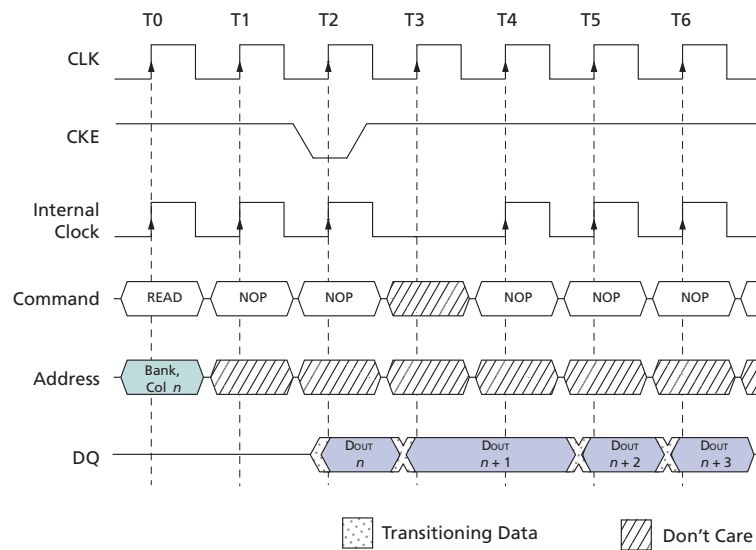 T0 T1 T2 T3 T4 T5 T6
CLK
CKE
Internal
Clock
Command READ NOP NOP NOP NOP NOP
Address Bank,
Col n
DQ DOUT DOUT DOUT DOUT
n n + 1 n + 2 n + 3
Transitioning Data Don't Care